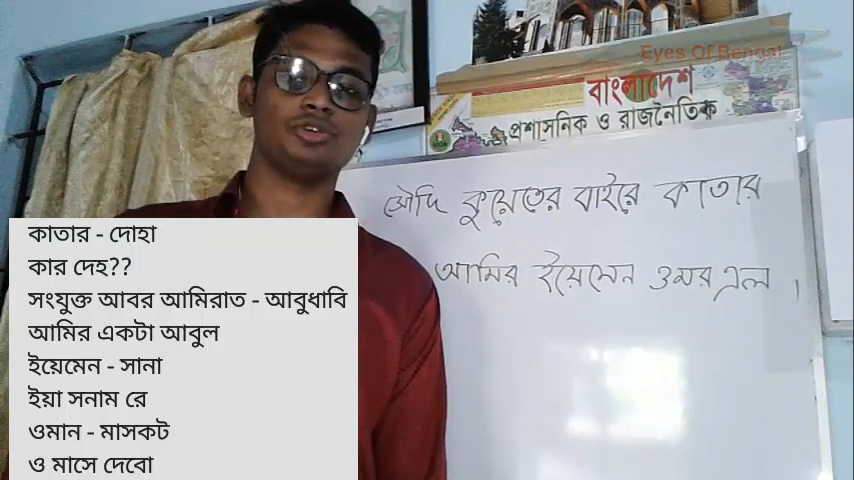 Eyes Of Bengal
বাংলাদেশ
প্রশাসনিক ও রাজনৈতিক
সৌদি কুয়েতের বাইরে কাতার
আমির ইয়েমেন ওমর এল ।
কাতার - দোহা
কার দেহ??
সংযুক্ত আবর আমিরাত - আবুধাবি
আমির একটা আবুল
ইয়েমেন - সানা
ইয়া সনাম রে
ওমান - মাসকট
ও মাসে দেবো